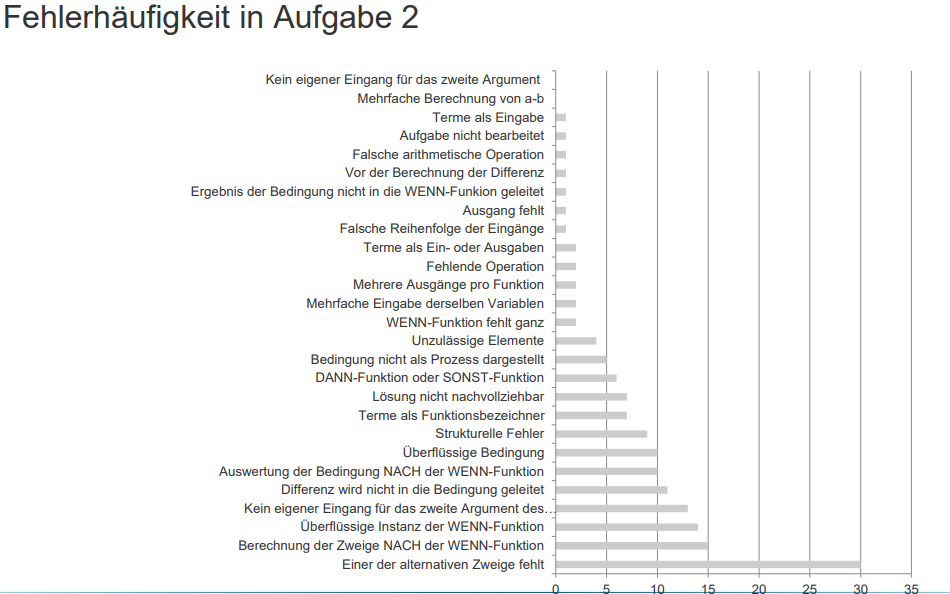 Fehlerhäufigkeit in Aufgabe 2
Kein eigener Eingang für das zweite Argument
Mehrfache Berechnung von a-b
Terme als Eingabe
Aufgabe nicht bearbeitet
Falsche arithmetische Operation
Vor der Berechnung der Differenz
Ergebnis der Bedingung nicht in die WENN-Funkion geleitet
Ausgang fehlt
Falsche Reihenfolge der Eingänge
Terme als Ein- oder Ausgaben
Fehlende Operation
Mehrere Ausgänge pro Funktion
Mehrfache Eingabe derselben Variablen
WENN-Funktion fehlt ganz
Unzulässige Elemente
Bedingung nicht als Prozess dargestellt
DANN-Funktion oder SONST-Funktion
Lösung nicht nachvollziehbar
Terme als Funktionsbezeichner
Strukturelle Fehler
Überflüssige Bedingung
Auswertung der Bedingung NACH der WENN-Funktion
Differenz wird nicht in die Bedingung geleitet
Kein eigener Eingang für das zweite Argument des…
Überflüssige Instanz der WENN-Funktion
Berechnung der Zweige NACH der WENN-Funktion
Einer der alternativen Zweige fehlt
0 5 10 15 20 25 30 35